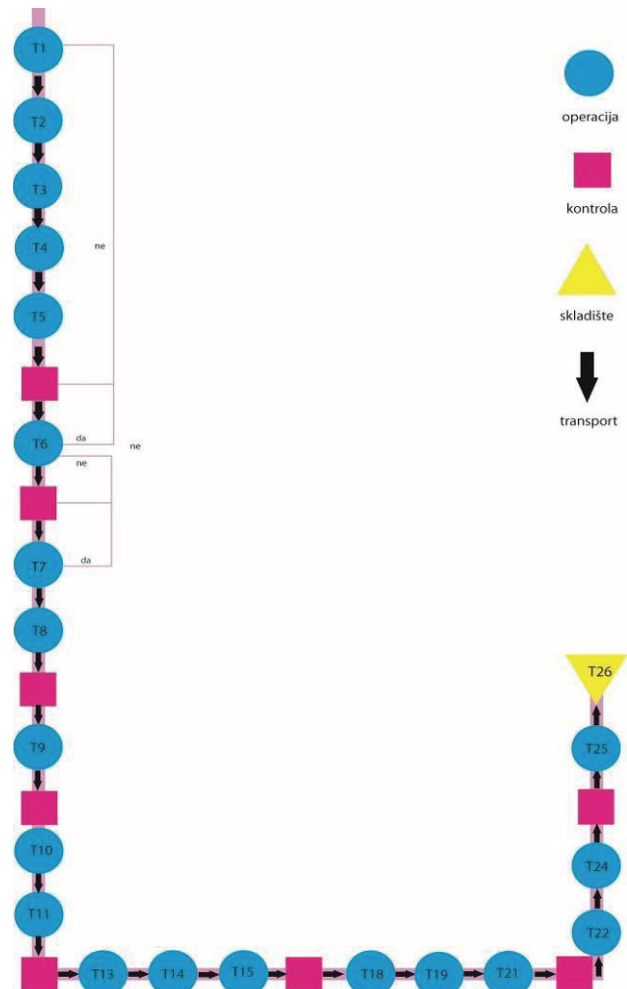 T1
T2
T3
ne
T4
T5
T6
da
ne
ne
T7
da
T8
T9
T10
T11
T13
T14
T15
T18
T19
T21
T22
T24
T25
T26
operacija
kontrola
skladište
transport